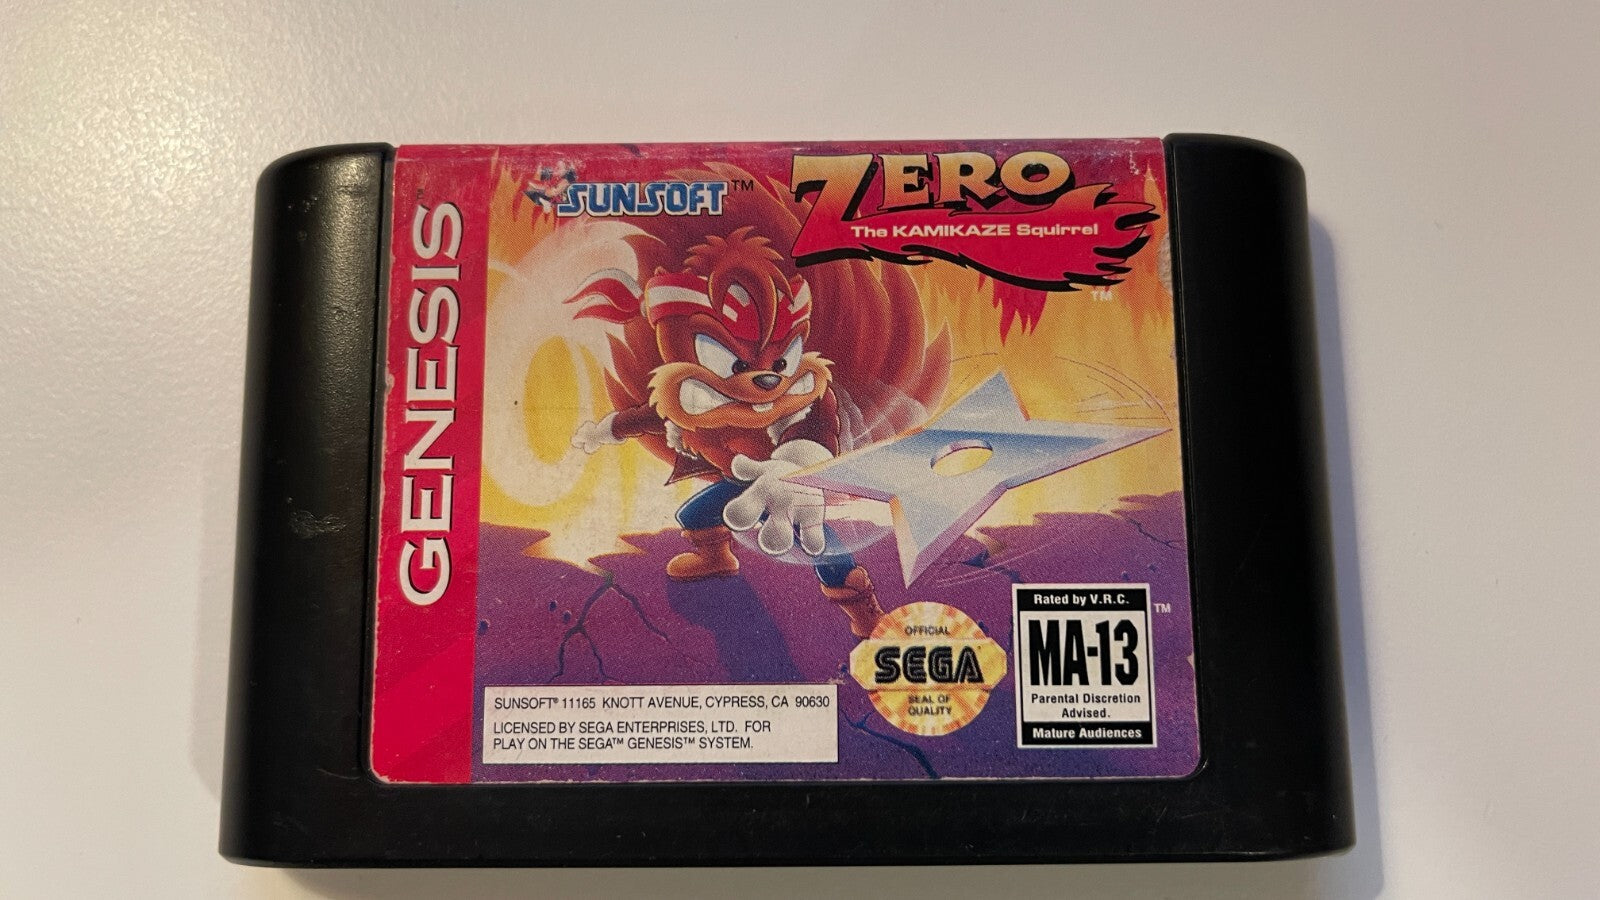 GENESIS™
SUNSOFT™
ZERO
The KAMIKAZE Squirrel
TM
OFFICIAL
SEGA
SEAL OF
QUALITY
Rated by V.R.C.
TM
MA-13
Parental Discretion
Advised.
Mature Audiences
SUNSOFT® 11165 KNOTT AVENUE, CYPRESS, CA 90630
LICENSED BY SEGA ENTERPRISES, LTD. FOR
PLAY ON THE SEGA™ GENESIS™ SYSTEM.